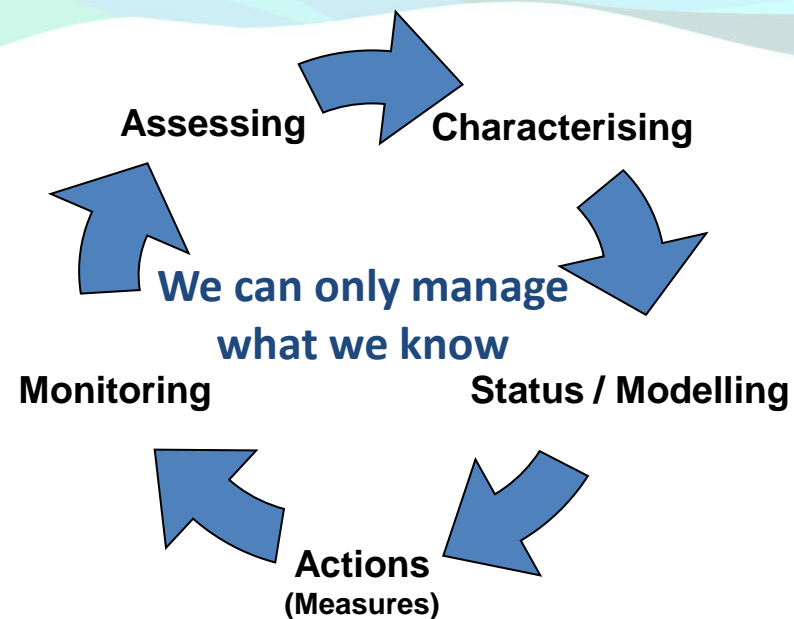 Assessing
Characterising
We can only manage
what we know
Monitoring
Status / Modelling
Actions
(Measures)